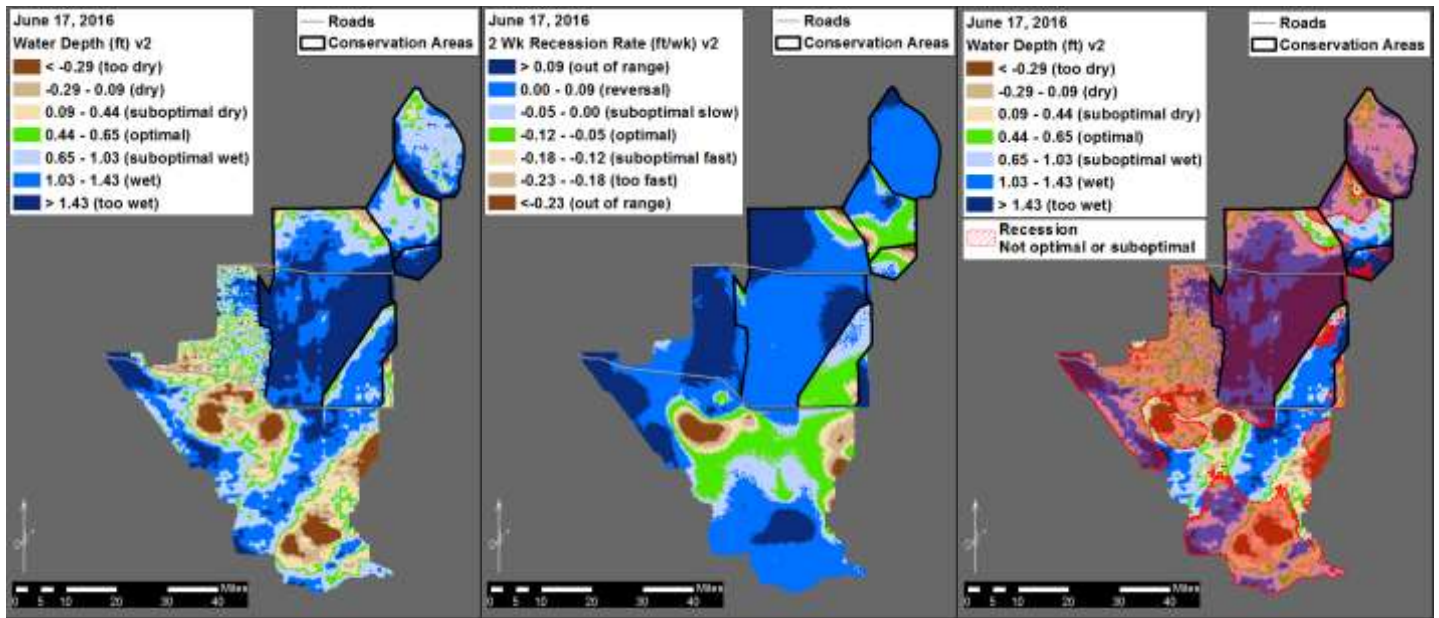 June 17, 2016
Water Depth (ft) v2
< -0.29 (too dry)
-0.29 - 0.09 (dry)
0.09 - 0.44 (suboptimal dry)
0.44 - 0.65 (optimal)
0.65 - 1.03 (suboptimal wet)
1.03 - 1.43 (wet)
> 1.43 (too wet)
Roads
Conservation Areas
Miles
0 5 10 20 30 40
June 17, 2016
2 Wk Recession Rate (ft/wk) v2
> 0.09 (out of range)
0.00 - 0.09 (reversal)
-0.05 - 0.00 (suboptimal slow)
-0.12 - -0.05 (optimal)
-0.18 - -0.12 (suboptimal fast)
-0.23 - -0.18 (too fast)
<-0.23 (out of range)
Roads
Conservation Areas
Miles
0 5 10 20 30 40
June 17, 2016
Water Depth (ft) v2
< -0.29 (too dry)
-0.29 - 0.09 (dry)
0.09 - 0.44 (suboptimal dry)
0.44 - 0.65 (optimal)
0.65 - 1.03 (suboptimal wet)
1.03 - 1.43 (wet)
> 1.43 (too wet)
Recession
Not optimal or suboptimal
Roads
Conservation Areas
Miles
0 5 10 20 30 40